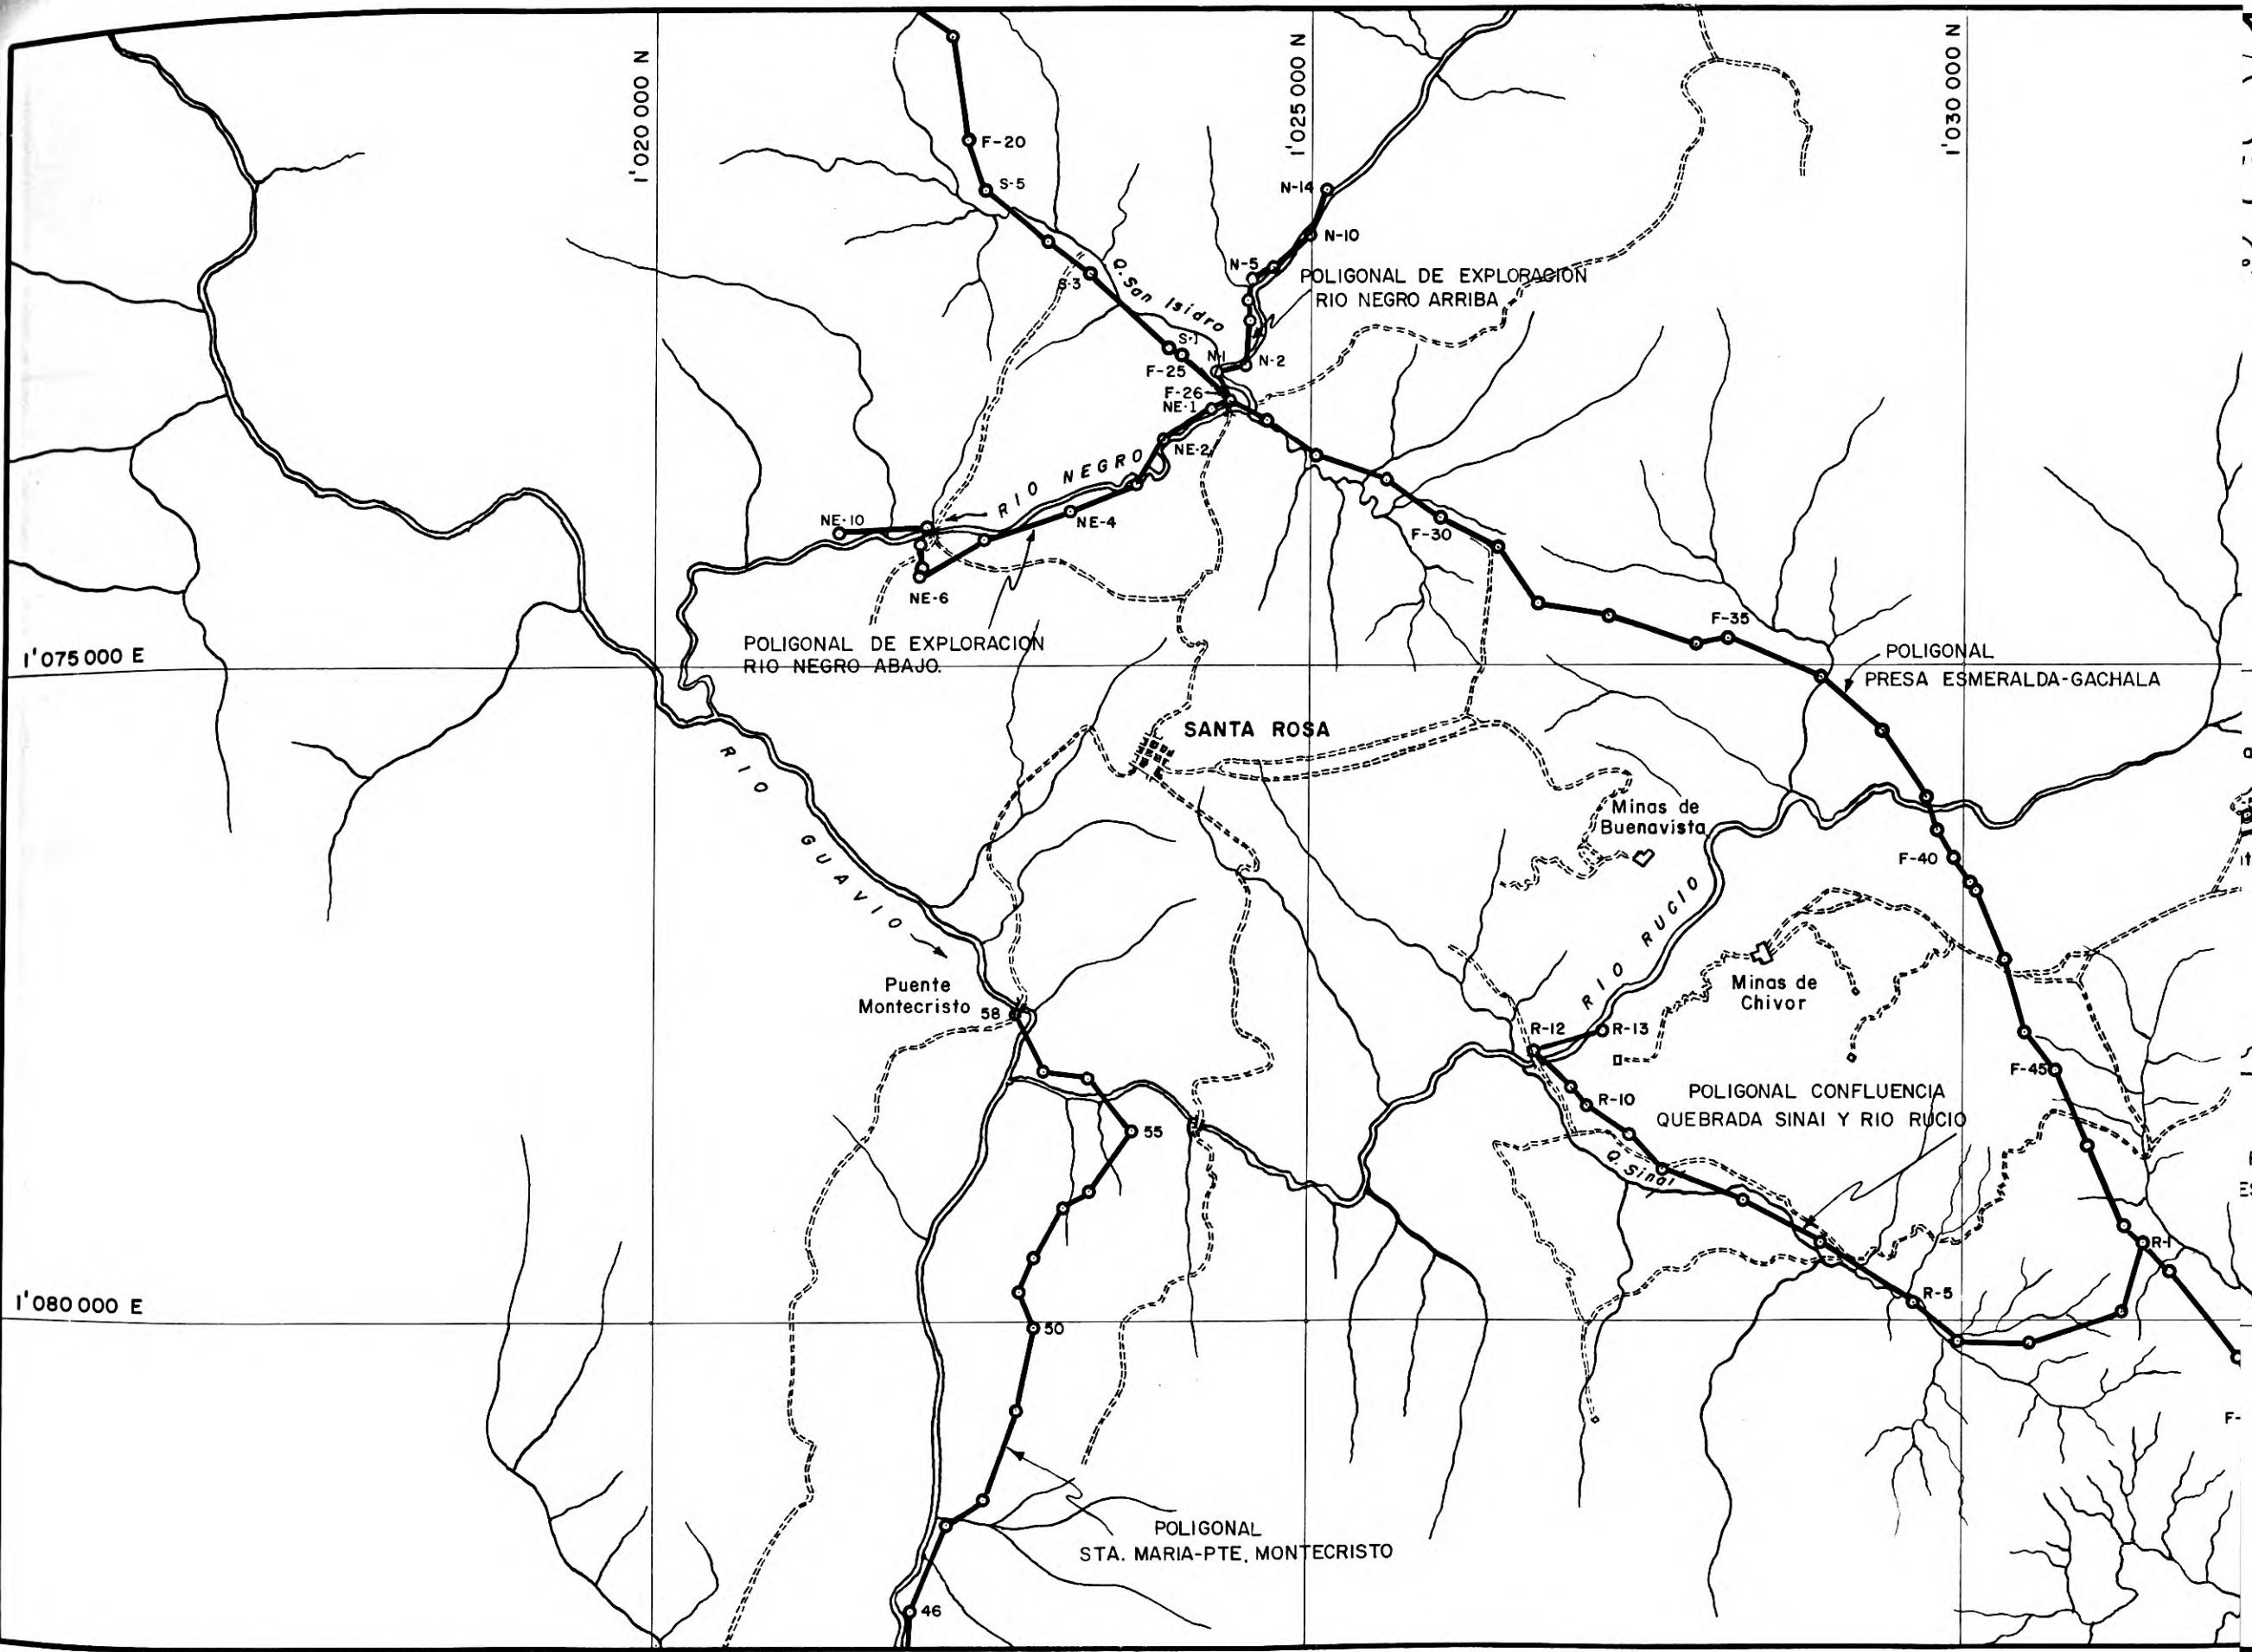 1'020 000 N
1'025 000 N
1'030 000 N
F-20
S-5
N-14
N-10
N-5
POLIGONAL DE EXPLORACION
RIO NEGRO ARRIBA
S-3
Q. San Isidro
S-1
N-1
N-2
F-25
F-26
NE-1
NE-2
RIO NEGRO
NE-10
NE-4
F-30
NE-6
F-35
POLIGONAL DE EXPLORACION
RIO NEGRO ABAJO.
1'075 000 E
POLIGONAL
PRESA ESMERALDA-GACHALA
SANTA ROSA
RIO GUAVIO
Minas de
Buenavista
F-40
RIO RUCIO
Puente
Montecristo
58
Minas de
Chivor
R-12
R-13
F-45
R-10
POLIGONAL CONFLUENCIA
QUEBRADA SINAI Y RIO RUCIO
55
Q. Sinai
R-1
R-5
1'080 000 E
50
F-
POLIGONAL
STA. MARIA-PTE, MONTECRISTO
46